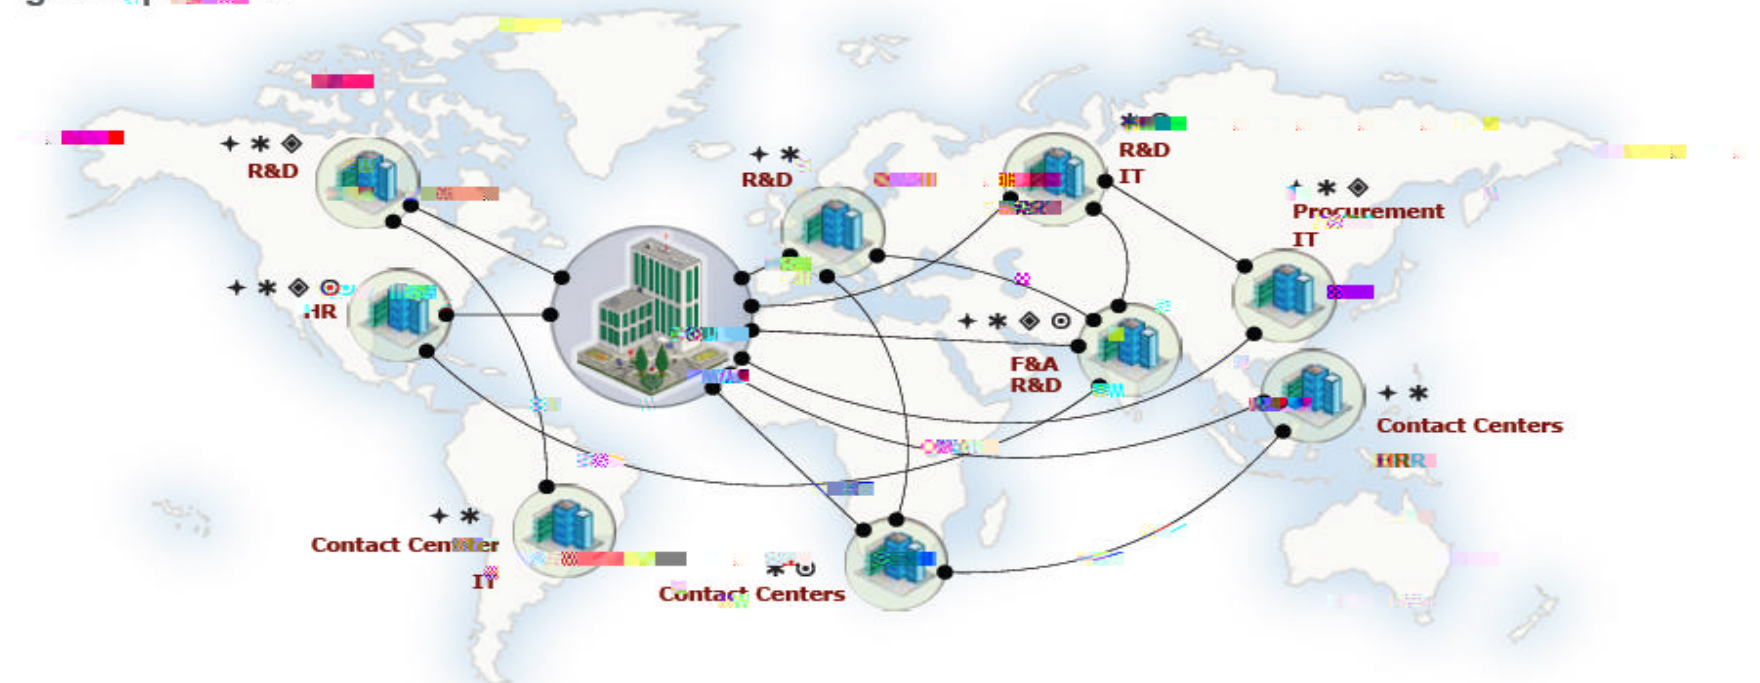 R&D
HR
R&D
R&D
IT
Procurement
IT
F&A
R&D
Contact Centers
Contact Center
IT
Contact Centers